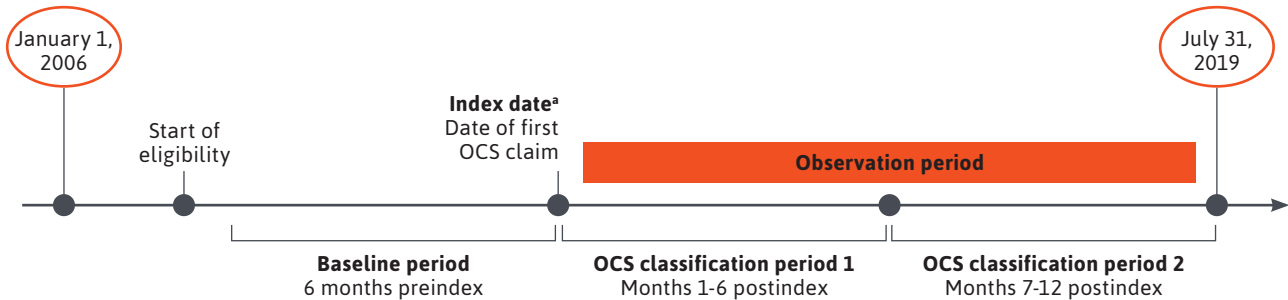 January 1,
2006
July 31,
2019
Start of
eligibility
Index dateᵃ
Date of first
OCS claim
Observation period
Baseline period
6 months preindex
OCS classification period 1
Months 1-6 postindex
OCS classification period 2
Months 7-12 postindex